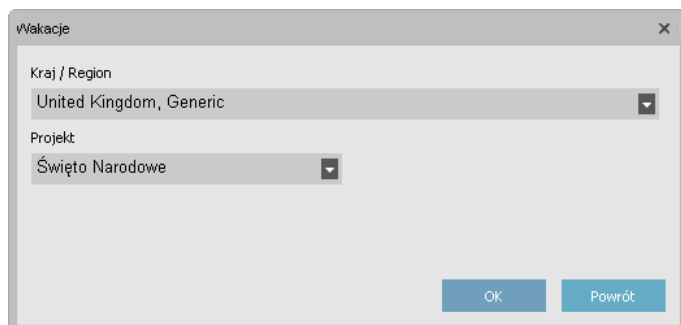 Wakacje
Kraj / Region
United Kingdom, Generic
Projekt
Święto Narodowe
OK
Powrót